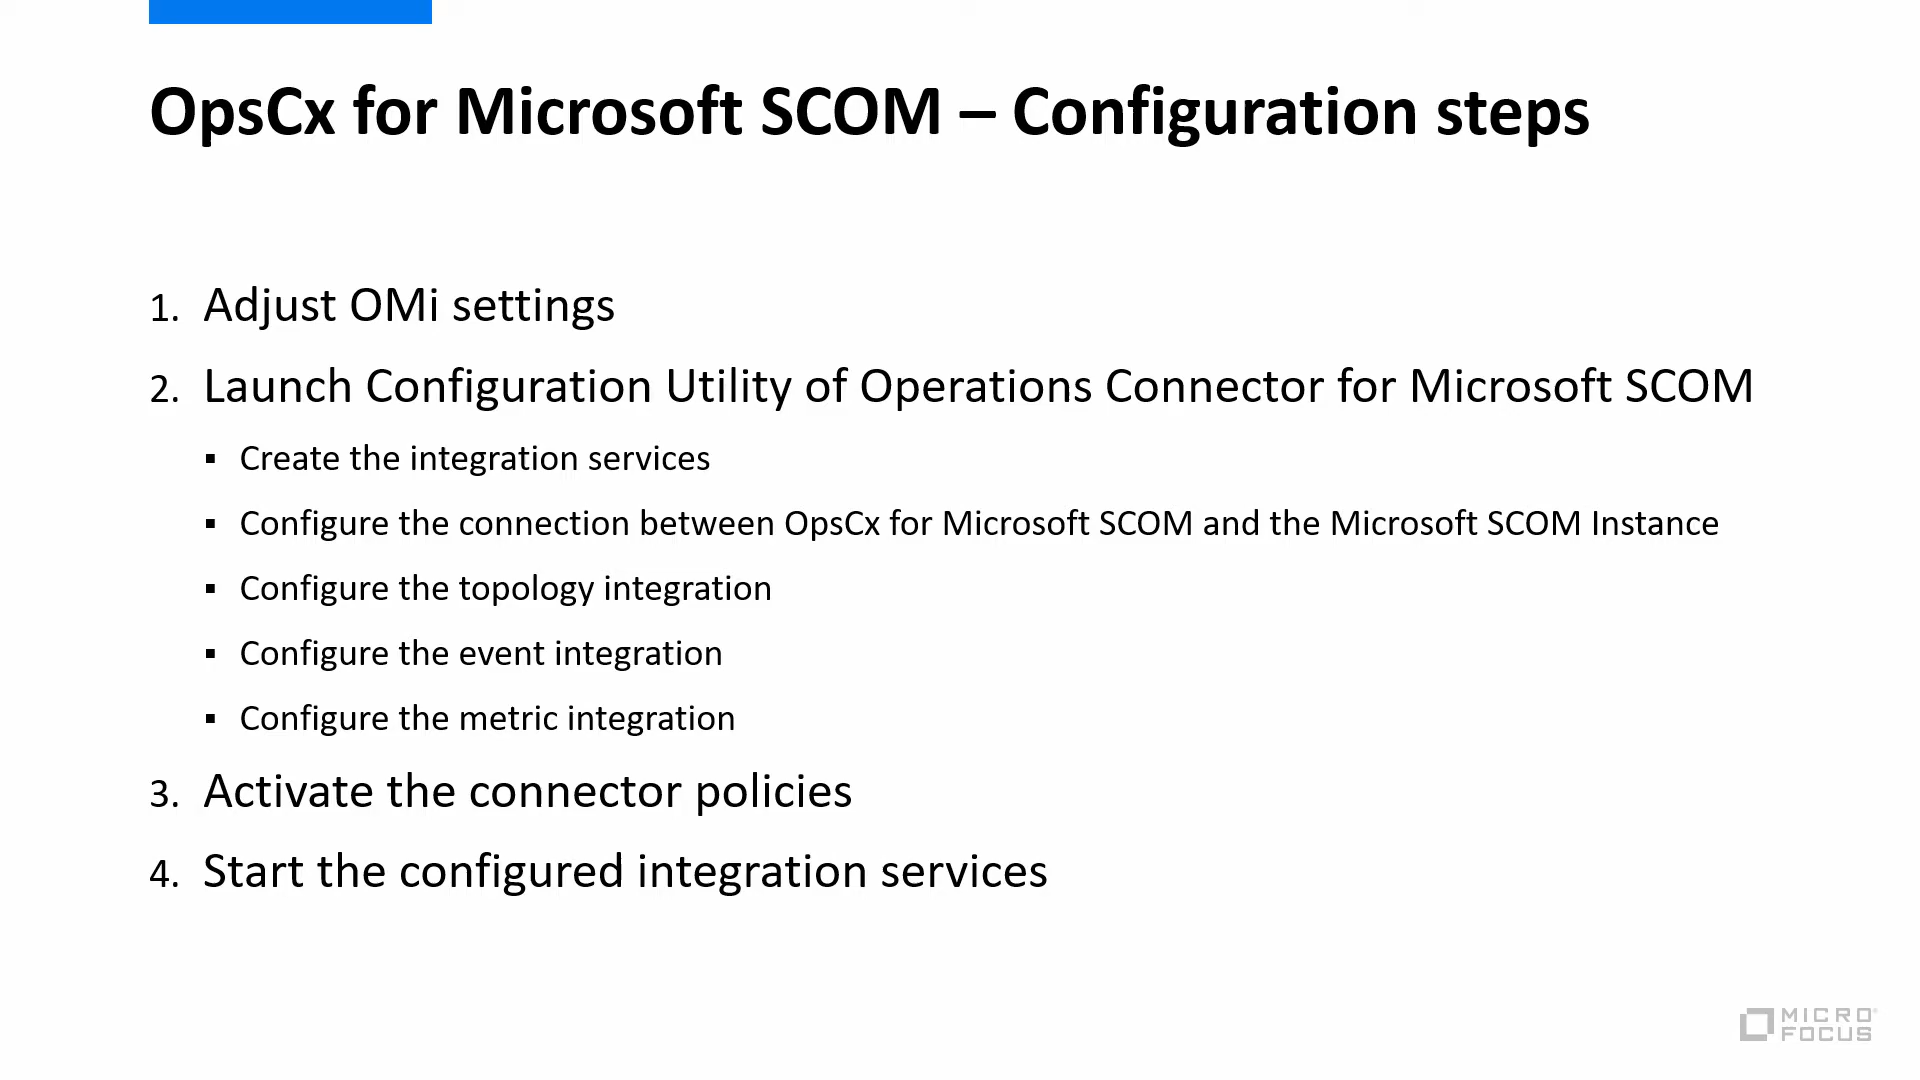 OpsCx for Microsoft SCOM – Configuration steps
1. Adjust OMi settings
2. Launch Configuration Utility of Operations Connector for Microsoft SCOM
▪ Create the integration services
▪ Configure the connection between OpsCx for Microsoft SCOM and the Microsoft SCOM Instance
▪ Configure the topology integration
▪ Configure the event integration
▪ Configure the metric integration
3. Activate the connector policies
4. Start the configured integration services
MICRO
FOCUS